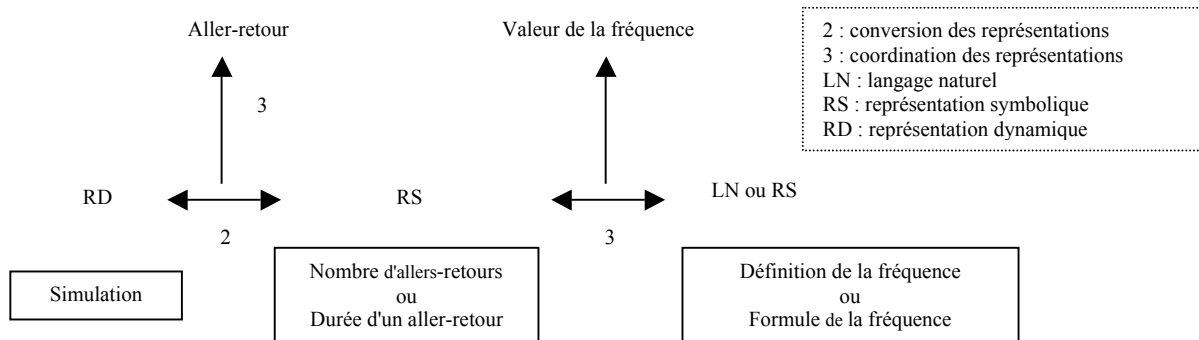 Aller-retour
Valeur de la fréquence
2 : conversion des représentations
3 : coordination des représentations
LN : langage naturel
RS : représentation symbolique
RD : représentation dynamique
3
RD
RS
LN ou RS
2
3
Simulation
Nombre d'allers-retours
ou
Durée d'un aller-retour
Définition de la fréquence
ou
Formule de la fréquence